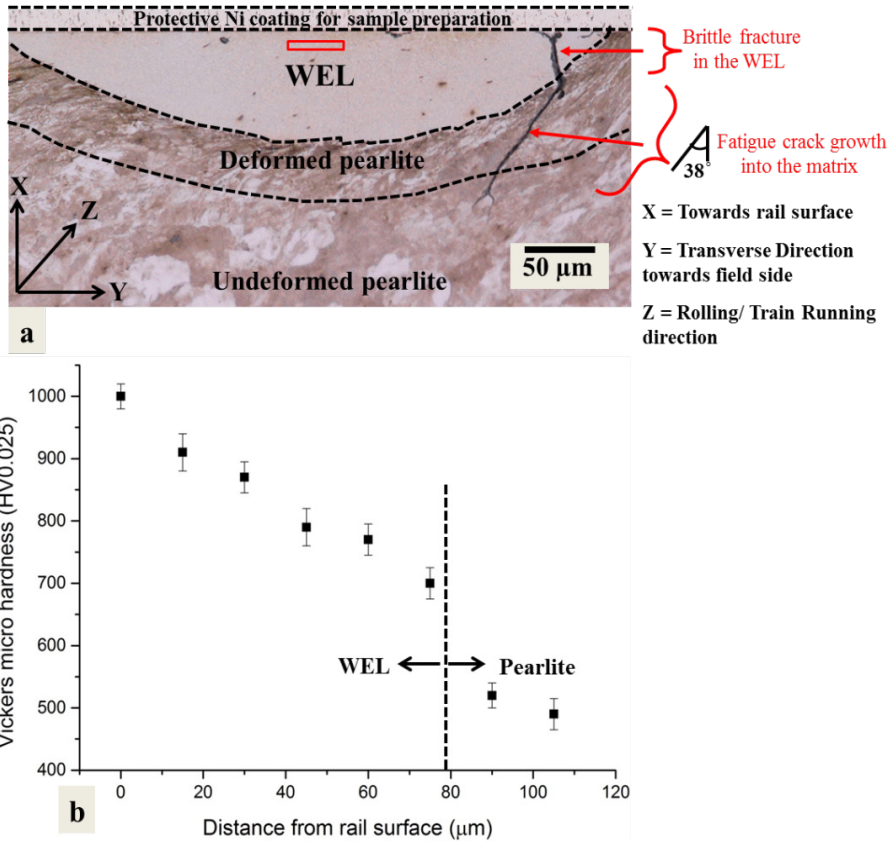 Protective Ni coating for sample preparation
WEL
Brittle fracture
in the WEL
Deformed pearlite
Fatigue crack growth
into the matrix
38°
X
Z
Y
50 µm
Undeformed pearlite
X = Towards rail surface
Y = Transverse Direction
towards field side
Z = Rolling/ Train Running
direction
a
Vickers micro hardness (HV0.025)
1000
900
800
700
600
500
400
WEL
Pearlite
0
20
40
60
80
100
120
b
Distance from rail surface (µm)